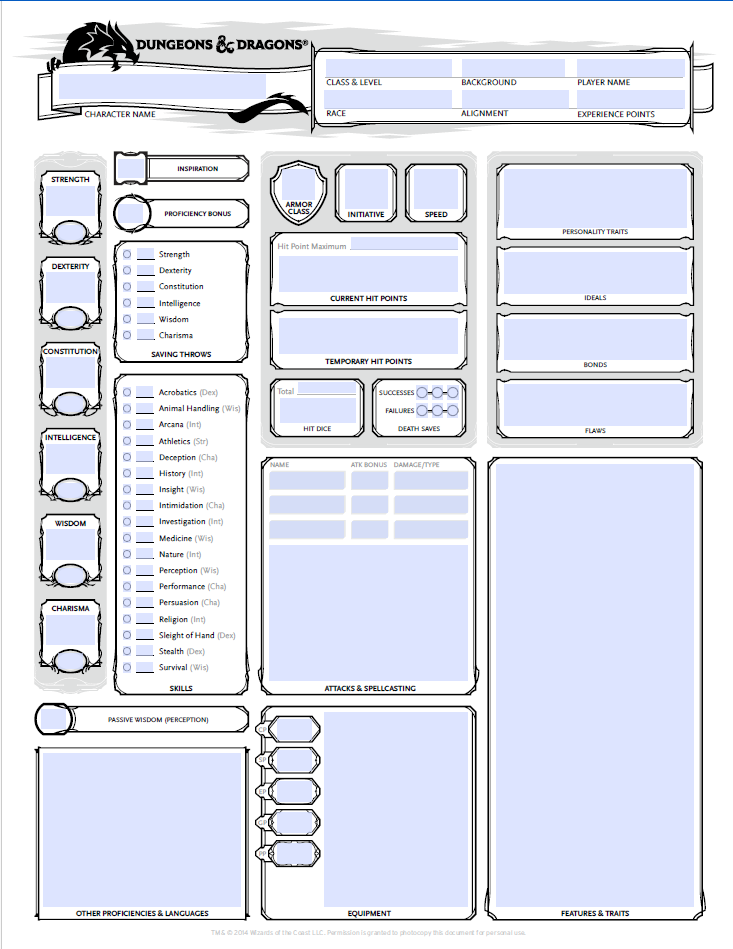 DUNGEONS & DRAGONS®
CHARACTER NAME
CLASS & LEVEL BACKGROUND PLAYER NAME
RACE ALIGNMENT EXPERIENCE POINTS
STRENGTH
DEXTERITY
CONSTITUTION
INTELLIGENCE
WISDOM
CHARISMA
INSPIRATION
PROFICIENCY BONUS
Strength
Dexterity
Constitution
Intelligence
Wisdom
Charisma
SAVING THROWS
Acrobatics (Dex)
Animal Handling (Wis)
Arcana (Int)
Athletics (Str)
Deception (Cha)
History (Int)
Insight (Wis)
Intimidation (Cha)
Investigation (Int)
Medicine (Wis)
Nature (Int)
Perception (Wis)
Performance (Cha)
Persuasion (Cha)
Religion (Int)
Sleight of Hand (Dex)
Stealth (Dex)
Survival (Wis)
SKILLS
PASSIVE WISDOM (PERCEPTION)
OTHER PROFICIENCIES & LANGUAGES
ARMOR
CLASS
INITIATIVE
SPEED
Hit Point Maximum
CURRENT HIT POINTS
TEMPORARY HIT POINTS
Total
HIT DICE
SUCCESSES
FAILURES
DEATH SAVES
NAME ATK BONUS DAMAGE/TYPE
ATTACKS & SPELLCASTING
CP
SP
EP
GP
PP
EQUIPMENT
PERSONALITY TRAITS
IDEALS
BONDS
FLAWS
FEATURES & TRAITS
TM & © 2014 Wizards of the Coast LLC. Permission is granted to photocopy this document for personal use.